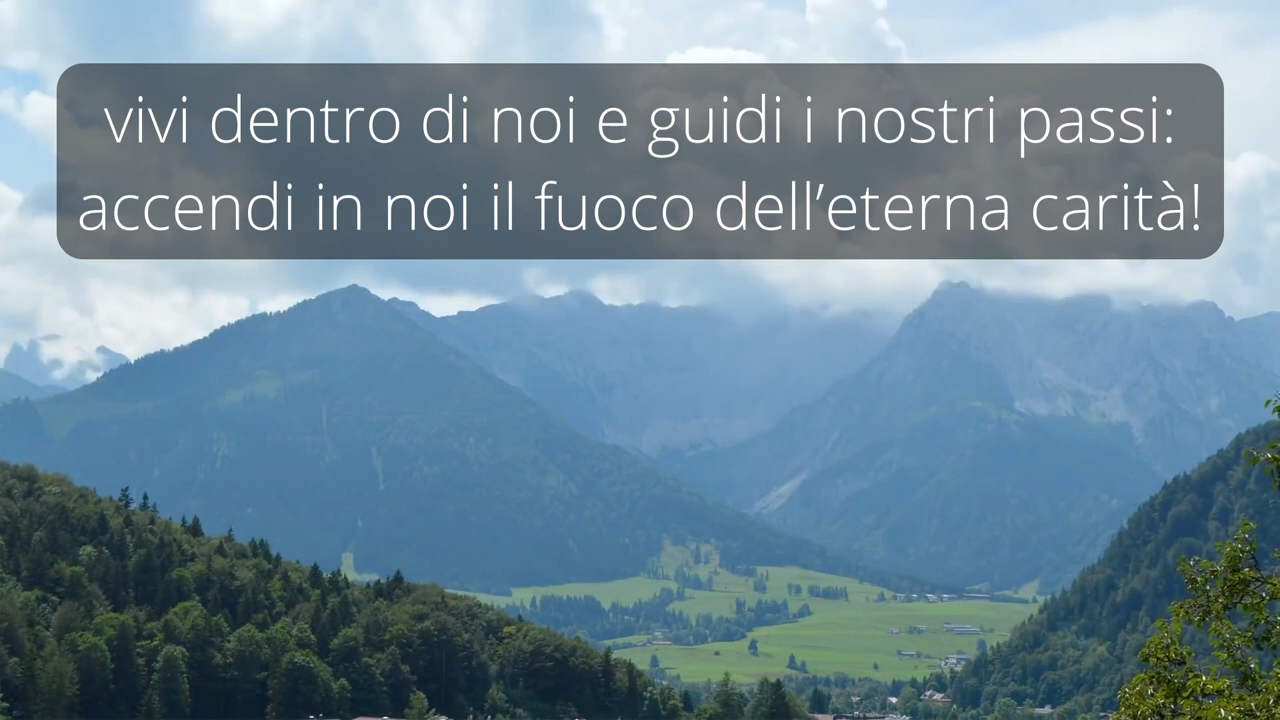 vivi dentro di noi e guidi i nostri passi:
accendi in noi il fuoco dell’eterna carità!